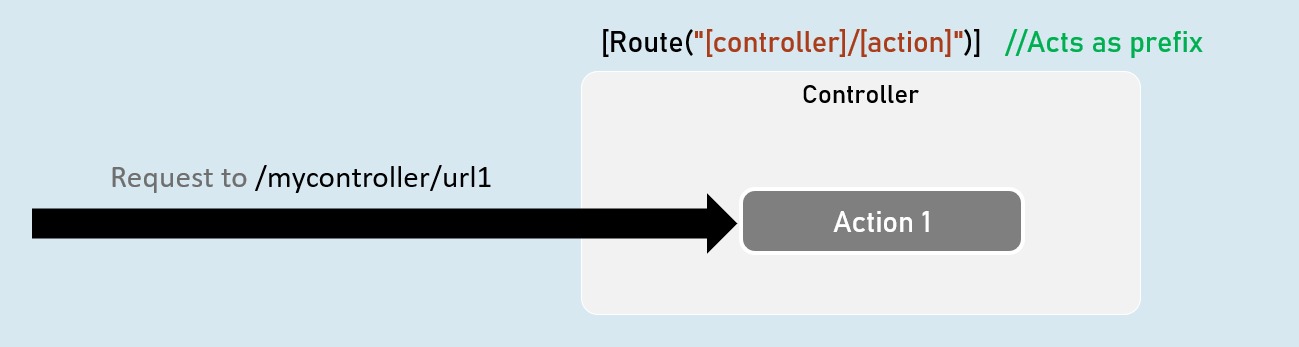 [Route("[controller]/[action]")] //Acts as prefix
Controller
Request to /mycontroller/url1
Action 1